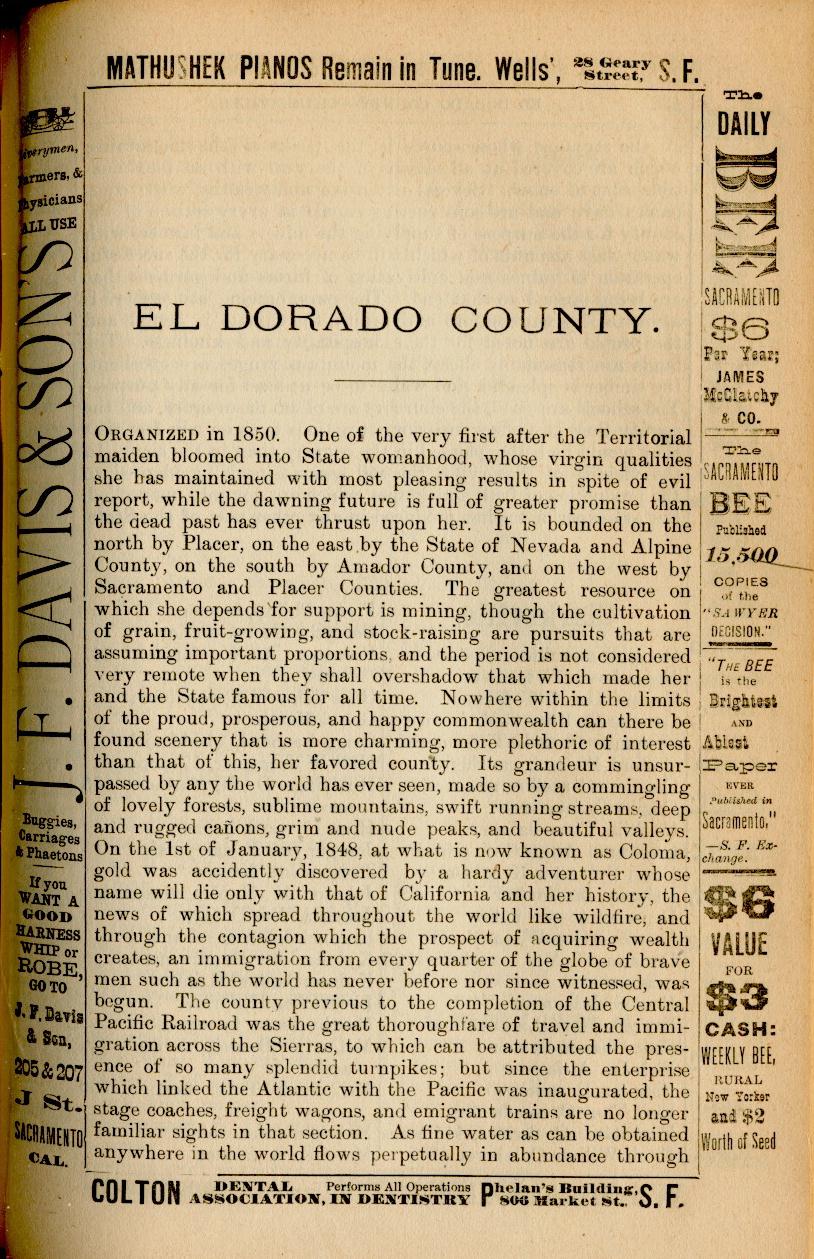 MATHUSHEK PIANOS Remain in Tune. Wells', 28 Geary Street, S. F.
EL DORADO COUNTY.
ORGANIZED in 1850. One of the very first after the Territorial
maiden bloomed into State womanhood, whose virgin qualities
she has maintained with most pleasing results in spite of evil
report, while the dawning future is full of greater promise than
the dead past has ever thrust upon her. It is bounded on the
north by Placer, on the east by the State of Nevada and Alpine
County, on the south by Amador County, and on the west by
Sacramento and Placer Counties. The greatest resource on
which she depends for support is mining, though the cultivation
of grain, fruit-growing, and stock-raising are pursuits that are
assuming important proportions, and the period is not considered
very remote when they shall overshadow that which made her
and the State famous for all time. Nowhere within the limits
of the proud, prosperous, and happy commonwealth can there be
found scenery that is more charming, more plethoric of interest
than that of this, her favored county. Its grandeur is unsur-
passed by any the world has ever seen, made so by a commingling
of lovely forests, sublime mountains, swift running streams, deep
and rugged cañons, grim and nude peaks, and beautiful valleys.
On the 1st of January, 1848, at what is now known as Coloma,
gold was accidently discovered by a hardy adventurer whose
name will die only with that of California and her history, the
news of which spread throughout the world like wildfire, and
through the contagion which the prospect of acquiring wealth
creates, an immigration from every quarter of the globe of brave
men such as the world has never before nor since witnessed, was
begun. The county previous to the completion of the Central
Pacific Railroad was the great thoroughfare of travel and immi-
gration across the Sierras, to which can be attributed the pres-
ence of so many splendid turnpikes; but since the enterprise
which linked the Atlantic with the Pacific was inaugurated, the
stage coaches, freight wagons, and emigrant trains are no longer
familiar sights in that section. As fine water as can be obtained
anywhere in the world flows perpetually in abundance through
ALL USE
J. F. DAVIS & SON'S
Buggies,
Carriages
& Phaetons
If you
WANT A
GOOD
HARNESS
WHIP or
ROBE,
GO TO
J. F. Davis
& Son,
205 & 207
J St.
SACRAMENTO
CAL.
The
DAILY
BEE
SACRAMENTO
$6
Per Year;
JAMES
McClatchy
& CO.
The
SACRAMENTO
BEE
Published
15,500
COPIES
of the
"SAWYER
DECISION."
"THE BEE
is the
Brightest
AND
Ablest
Paper
EVER
Published in
Sacramento,"
—S. F. Ex-
change.
$6
VALUE
FOR
$3
CASH:
WEEKLY BEE,
RURAL
New Yorker
and $2
Worth of Seed
COLTON DENTAL ASSOCIATION, Performs All Operations IN DENTISTRY Phelan's Building, 806 Market St., S. F.